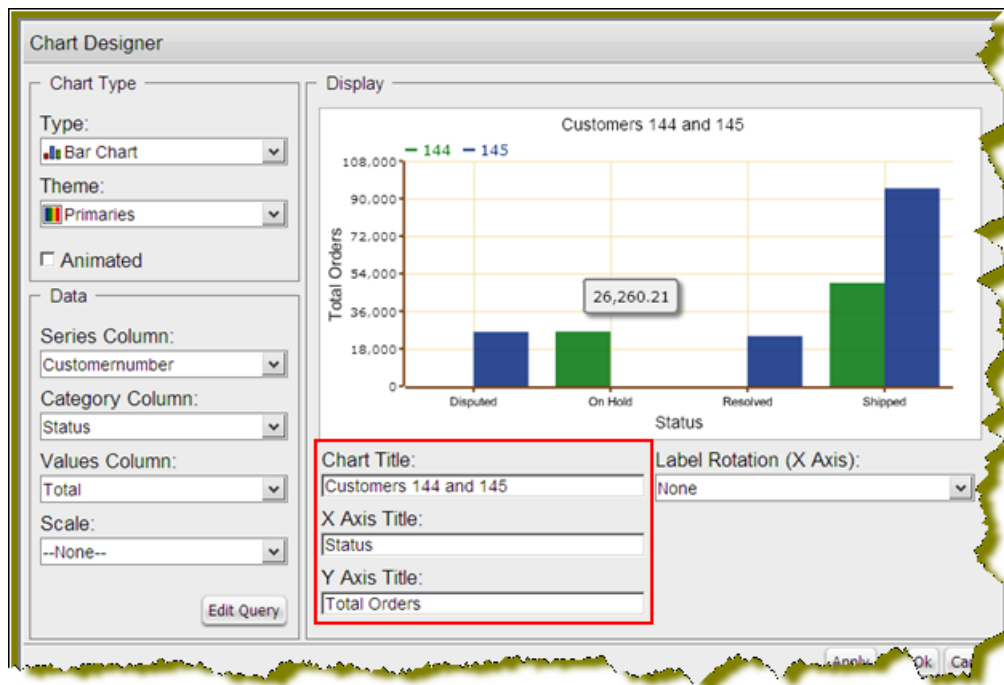 Chart Designer
Chart Type
Type:
Bar Chart
Theme:
Primaries
Animated
Data
Series Column:
Customernumber
Category Column:
Status
Values Column:
Total
Scale:
--None--
Edit Query
Display
Customers 144 and 145
144 145
108,000
90,000
72,000
54,000
36,000
18,000
0
Total Orders
26,260.21
Disputed On Hold Resolved Shipped
Status
Chart Title:
Customers 144 and 145
X Axis Title:
Status
Y Axis Title:
Total Orders
Label Rotation (X Axis):
None
Apply Ok